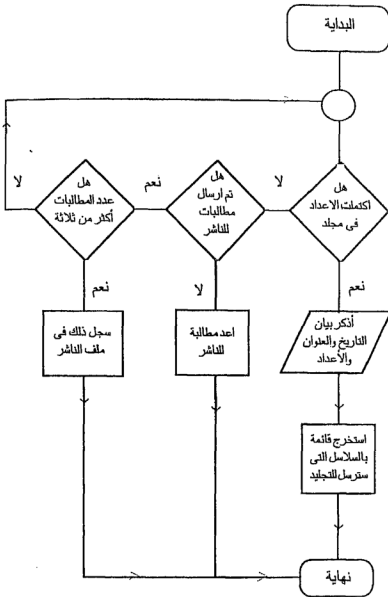 البداية
هل
اكتملت الاعداد
فى مجلد
لا
هل
تم ارسال
مطالبات
للناشر
نعم
هل
عدد المطالبات
أكثر من ثلاثة
لا
نعم
أذكر بيان
التاريخ والعنوان
والأعداد
لا
اعد مطالبة
للناشر
نعم
سجل ذلك فى
ملف الناشر
استخرج قائمة
بالسلاسل التى
سترسل للتجليد
نهاية